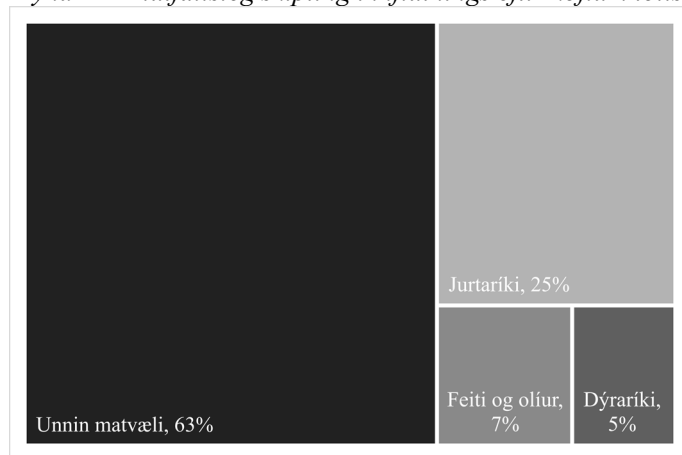 Jurtaríki, 25%
Unnin matvæli, 63%
Feiti og olíur,
7%
Dýraríki,
5%